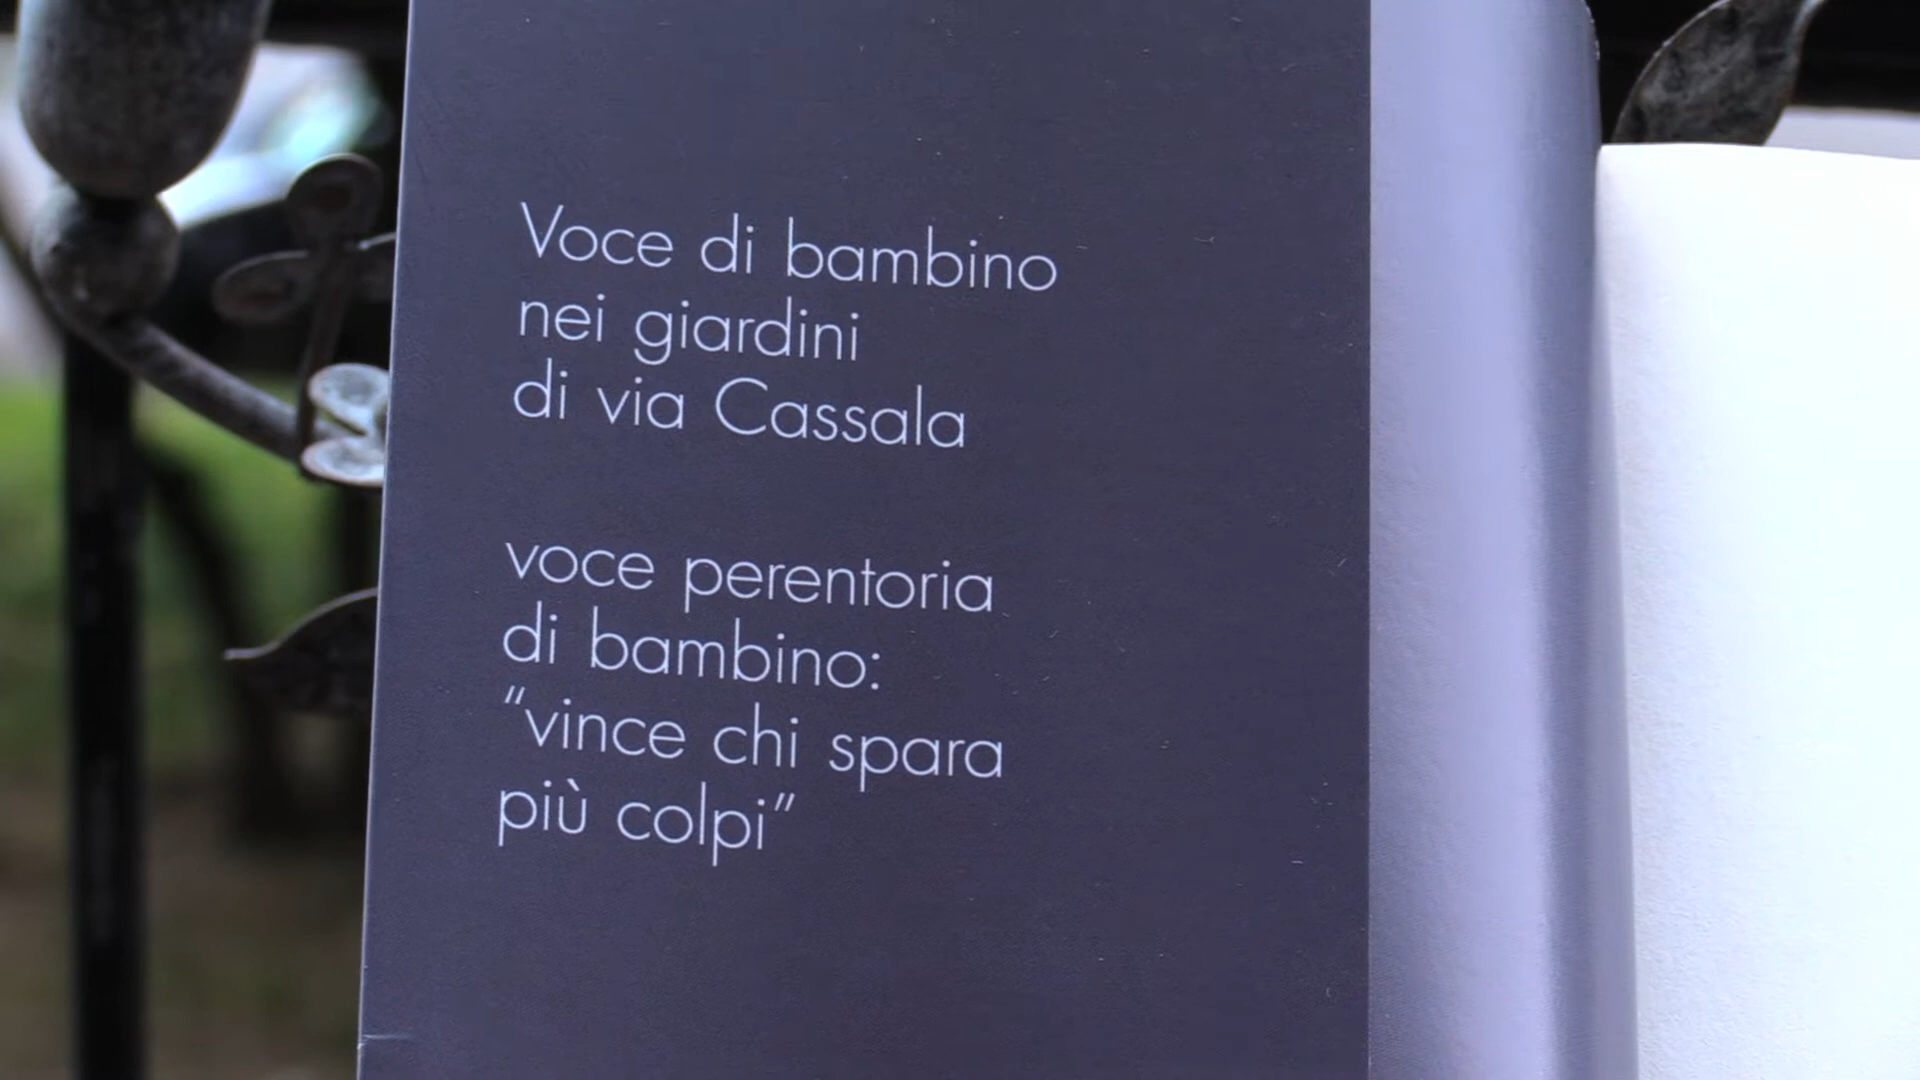 Voce di bambino
nei giardini
di via Cassala
voce perentoria
di bambino:
“vince chi spara
più colpi”